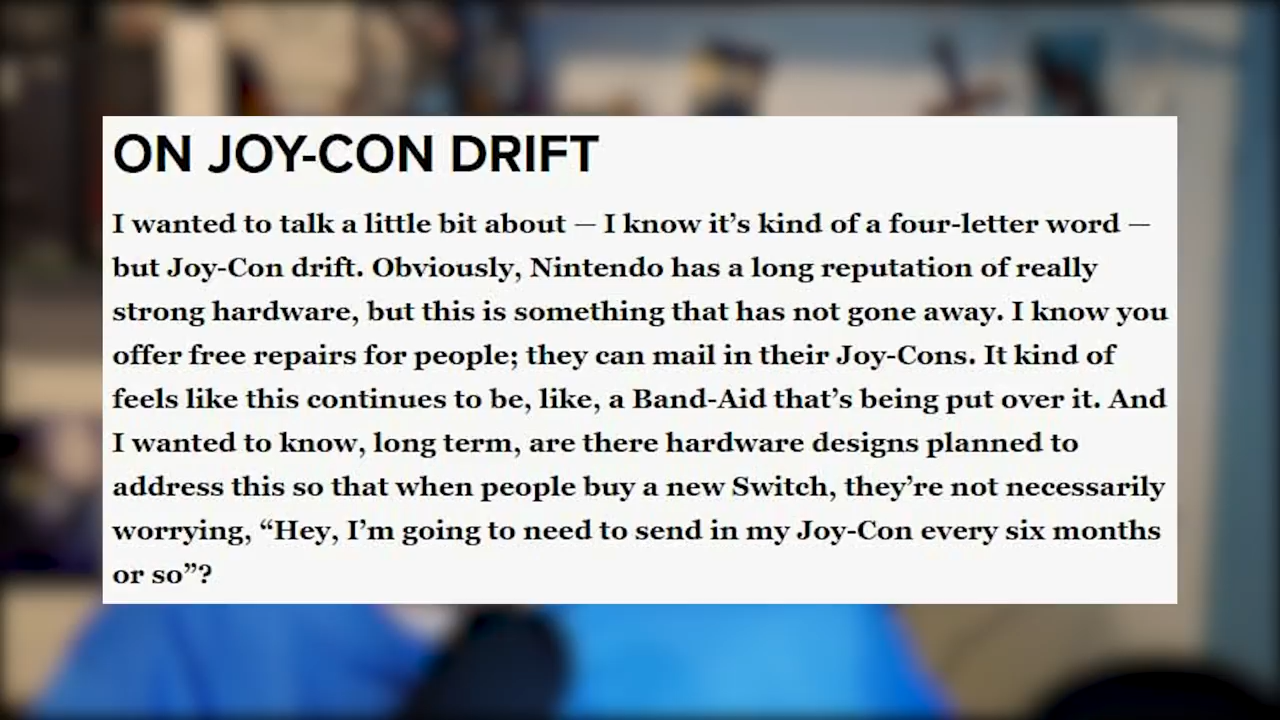 ON JOY-CON DRIFT
I wanted to talk a little bit about — I know it’s kind of a four-letter word —
but Joy-Con drift. Obviously, Nintendo has a long reputation of really
strong hardware, but this is something that has not gone away. I know you
offer free repairs for people; they can mail in their Joy-Cons. It kind of
feels like this continues to be, like, a Band-Aid that’s being put over it. And
I wanted to know, long term, are there hardware designs planned to
address this so that when people buy a new Switch, they’re not necessarily
worrying, “Hey, I’m going to need to send in my Joy-Con every six months
or so”?